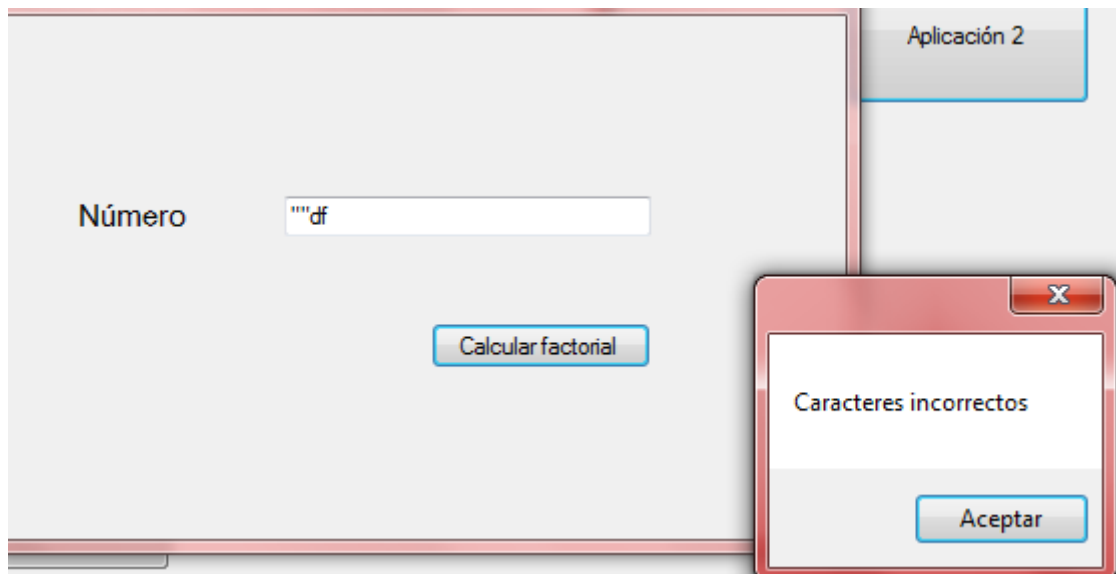 Aplicación 2
Número
""df
Calcular factorial
Caracteres incorrectos
Aceptar